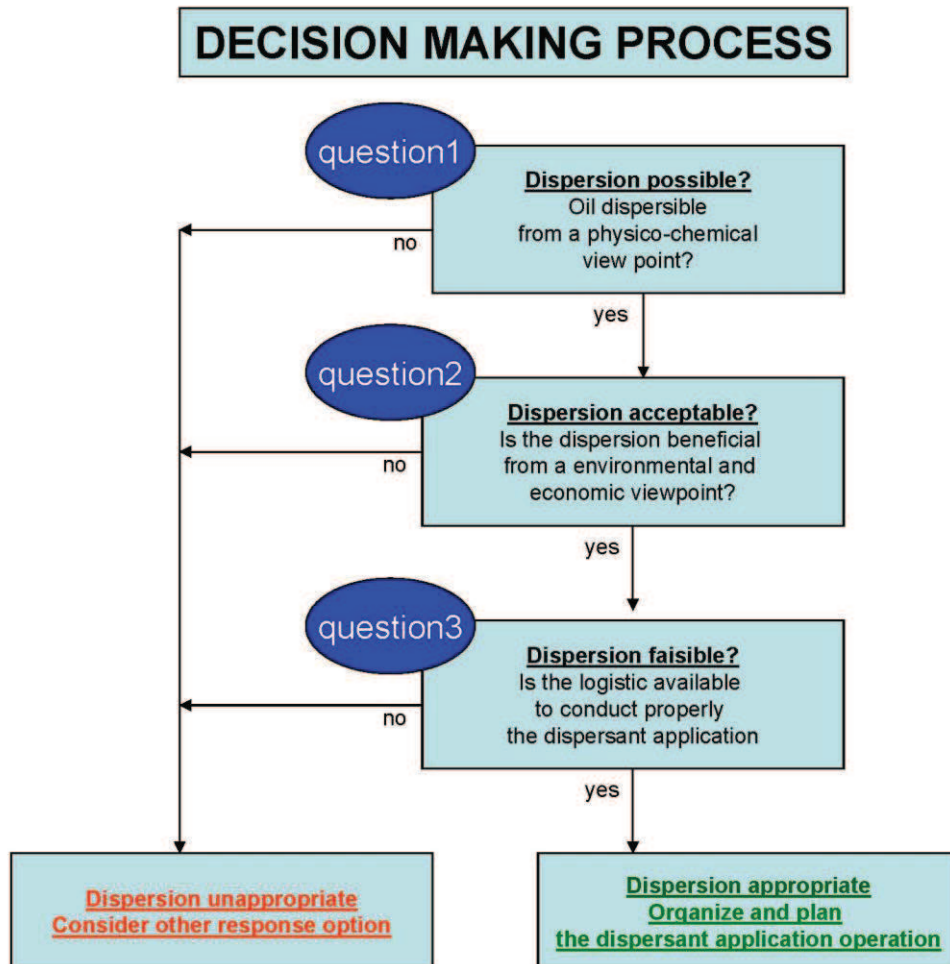 DECISION MAKING PROCESS
question1
Dispersion possible?
Oil dispersible
from a physico-chemical
view point?
no
yes
question2
Dispersion acceptable?
Is the dispersion beneficial
from a environmental and
economic viewpoint?
no
yes
question3
Dispersion faisible?
Is the logistic available
to conduct properly
the dispersant application
no
yes
Dispersion unappropriate
Consider other response option
Dispersion appropriate
Organize and plan
the dispersant application operation